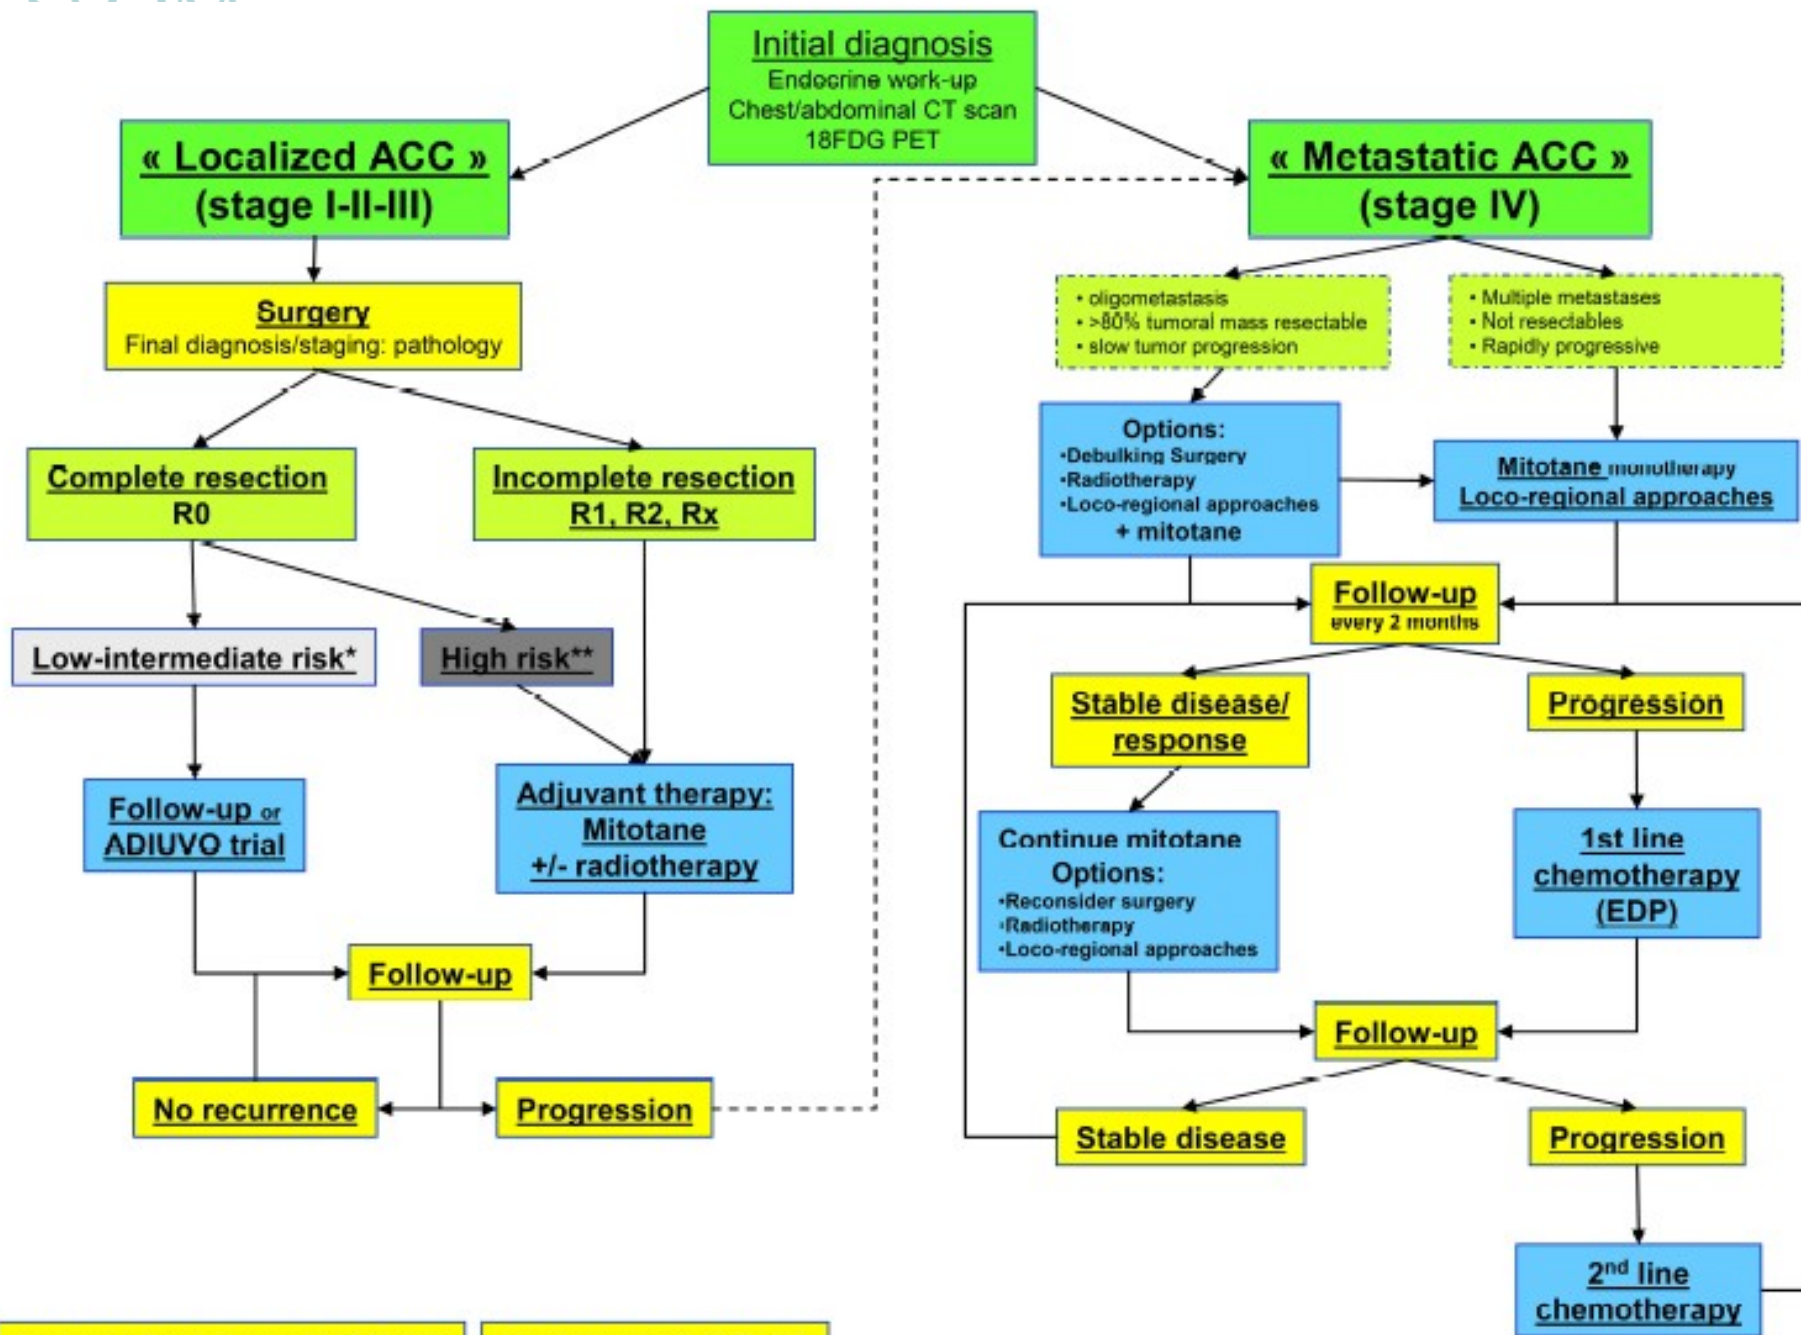 Initial diagnosis
Endocrine work-up
Chest/abdominal CT scan
18FDG PET
« Localized ACC »
(stage I-II-III)
« Metastatic ACC »
(stage IV)
Surgery
Final diagnosis/staging: pathology
• oligometastasis
• >80% tumoral mass resectable
• slow tumor progression
• Multiple metastases
• Not resectables
• Rapidly progressive
Complete resection
R0
Incomplete resection
R1, R2, Rx
Options:
•Debulking Surgery
•Radiotherapy
•Loco-regional approaches
+ mitotane
Mitotane monotherapy
Loco-regional approaches
Low-intermediate risk*
High risk**
Follow-up
every 2 months
Stable disease/
response
Progression
Follow-up or
ADIUVO trial
Adjuvant therapy:
Mitotane
+/- radiotherapy
Continue mitotane
Options:
•Reconsider surgery
•Radiotherapy
•Loco-regional approaches
1st line
chemotherapy
(EDP)
Follow-up
No recurrence
Progression
Follow-up
Stable disease
Progression
2nd line
chemotherapy